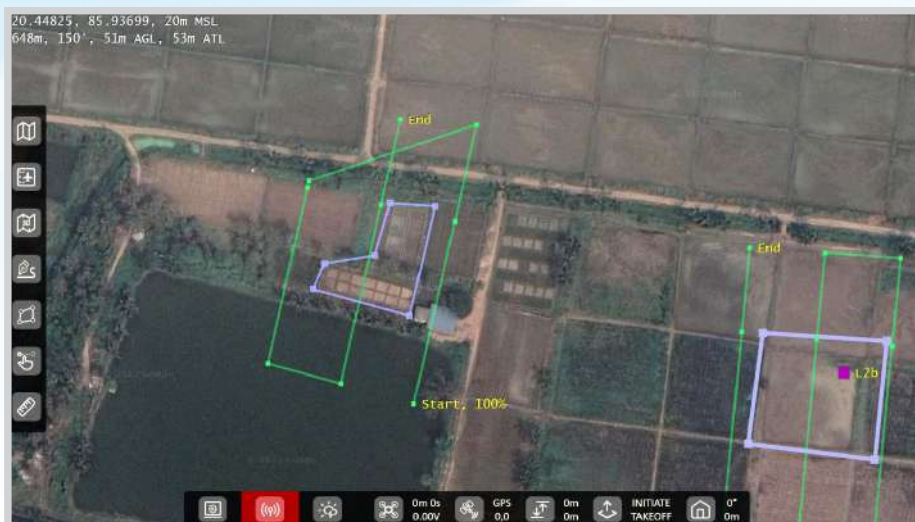 20.44825, 85.93699, 20m MSL
648m, 150', 51m AGL, 53m ATL
End
End
L2b
Start, 100%
0m 0s
0.00V
GPS
0,0
0m
0m
INITIATE
TAKEOFF
0°
0m